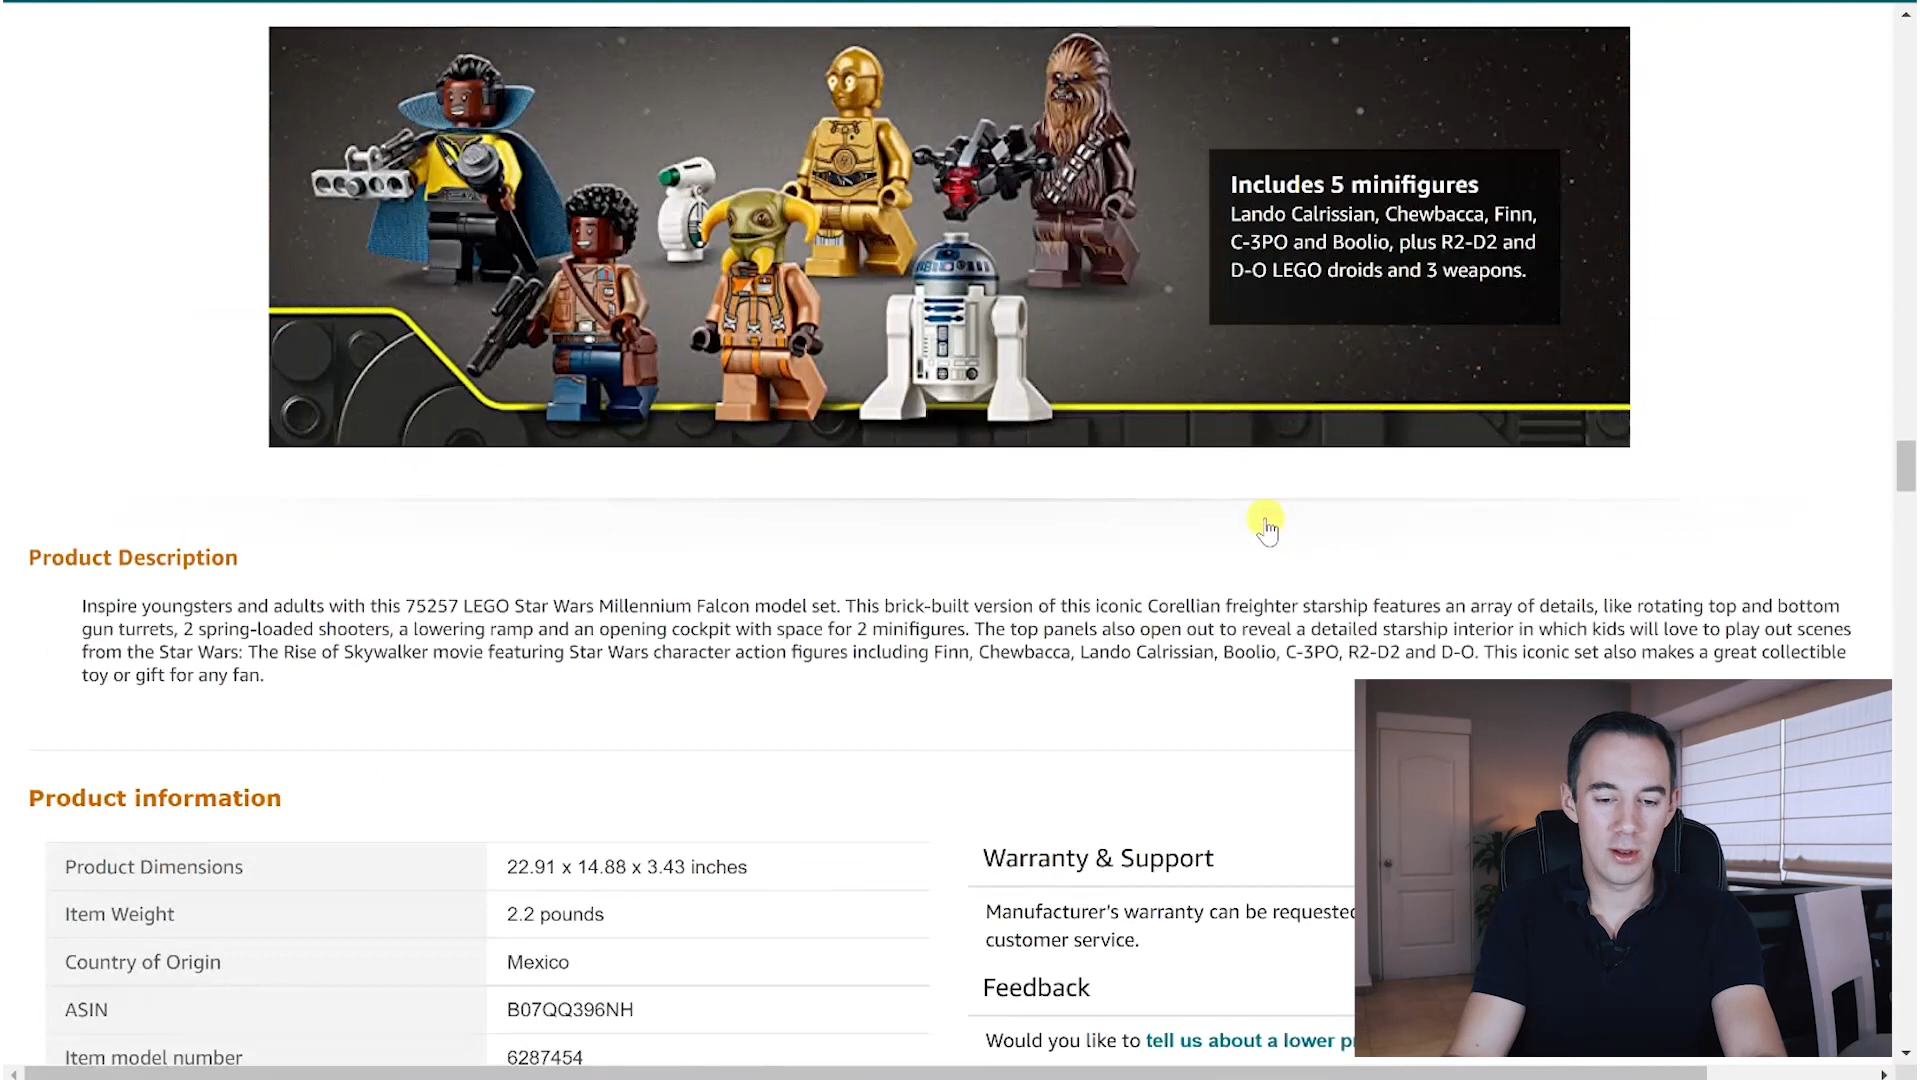 Includes 5 minifigures
Lando Calrissian, Chewbacca, Finn,
C-3PO and Boolio, plus R2-D2 and
D-O LEGO droids and 3 weapons.
Product Description
Inspire youngsters and adults with this 75257 LEGO Star Wars Millennium Falcon model set. This brick-built version of this iconic Corellian freighter starship features an array of details, like rotating top and bottom
gun turrets, 2 spring-loaded shooters, a lowering ramp and an opening cockpit with space for 2 minifigures. The top panels also open out to reveal a detailed starship interior in which kids will love to play out scenes
from the Star Wars: The Rise of Skywalker movie featuring Star Wars character action figures including Finn, Chewbacca, Lando Calrissian, Boolio, C-3PO, R2-D2 and D-O. This iconic set also makes a great collectible
toy or gift for any fan.
Product information
Product Dimensions 22.91 x 14.88 x 3.43 inches
Item Weight 2.2 pounds
Country of Origin Mexico
ASIN B07QQ396NH
Item model number 6287454
Warranty & Support
Manufacturer's warranty can be requested
customer service.
Feedback
Would you like to tell us about a lower